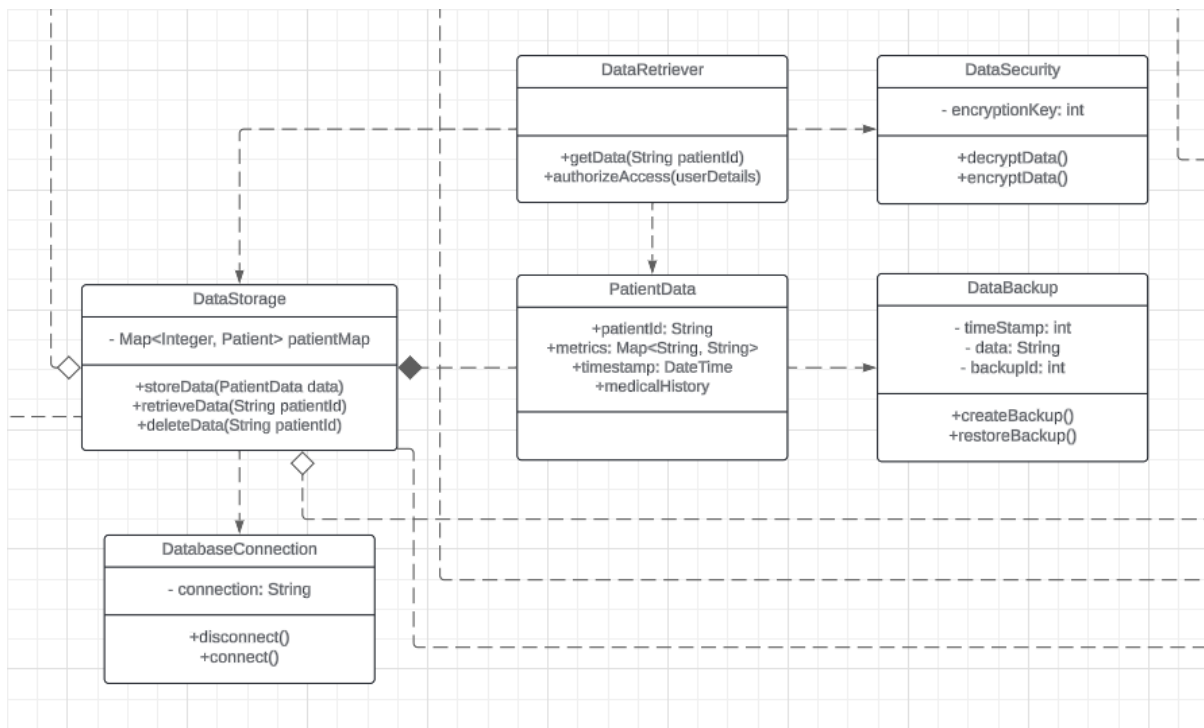 DataRetriever
+getData(String patientId)
+authorizeAccess(userDetails)
DataSecurity
- encryptionKey: int
+decryptData()
+encryptData()
DataStorage
- Map<Integer, Patient> patientMap
+storeData(PatientData data)
+retrieveData(String patientId)
+deleteData(String patientId)
PatientData
+patientId: String
+metrics: Map<String, String>
+timestamp: DateTime
+medicalHistory
DataBackup
- timeStamp: int
- data: String
- backupId: int
+createBackup()
+restoreBackup()
DatabaseConnection
- connection: String
+disconnect()
+connect()